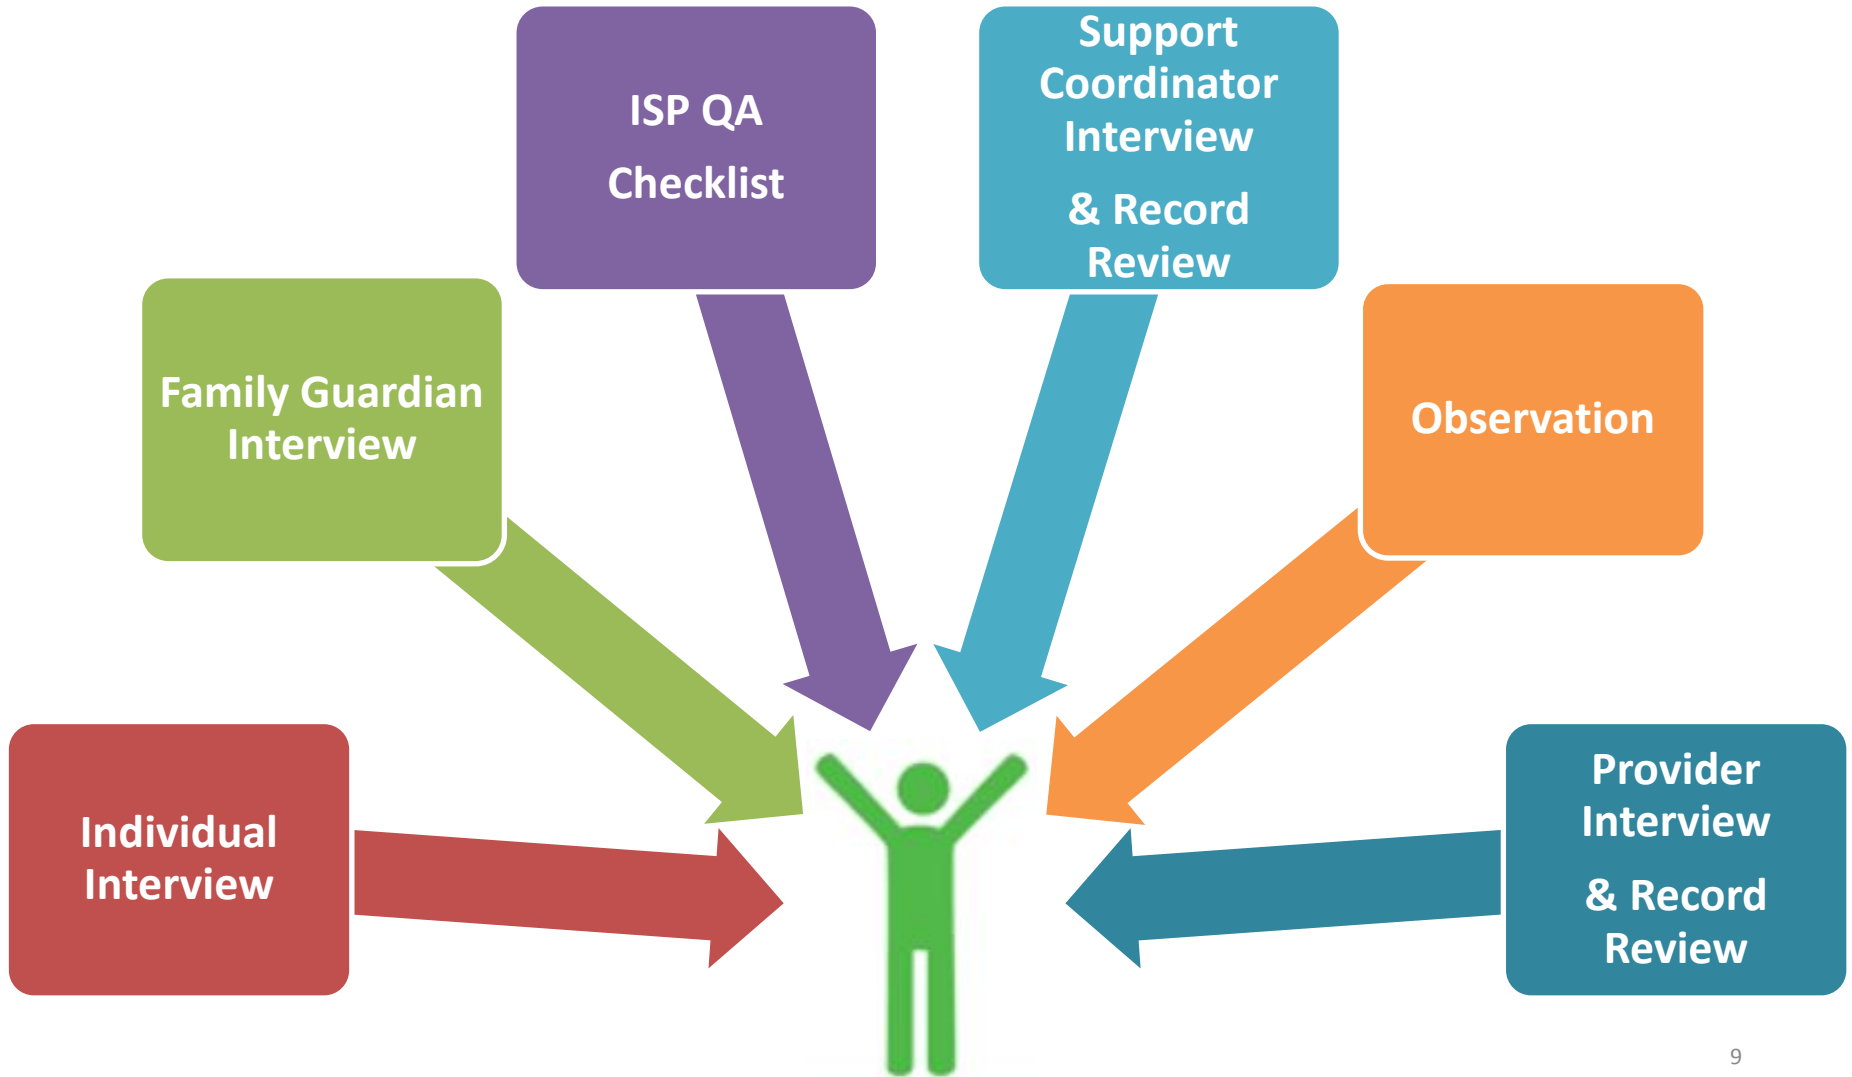 ISP QA
Checklist
Support
Coordinator
Interview
& Record
Review
Family Guardian
Interview
Observation
Individual
Interview
Provider
Interview
& Record
Review
9